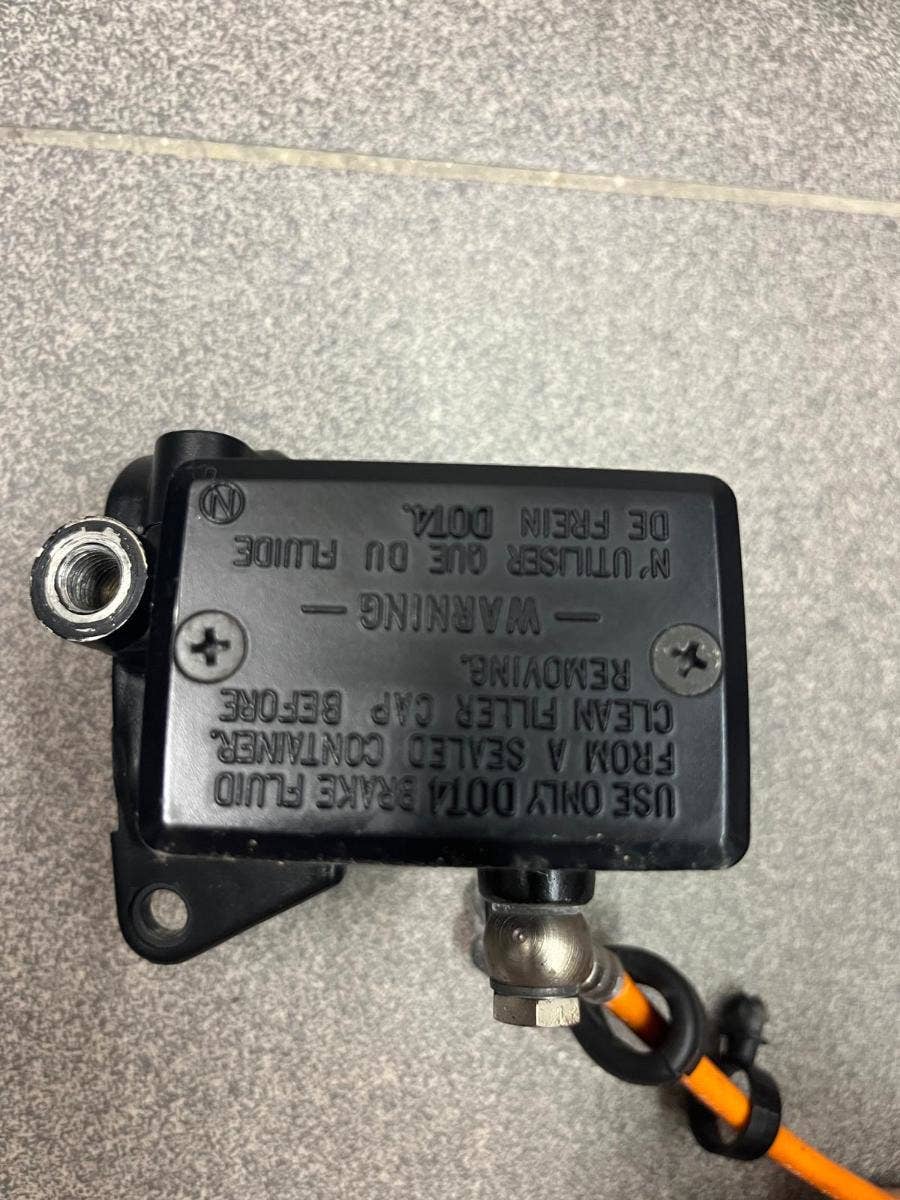 USE ONLY DOT4 BRAKE FLUID
FROM A SEALED CONTAINER.
CLEAN FILLER CAP BEFORE
REMOVING.
— WARNING —
N'UTILISER QUE DU FLUIDE
DE FREIN DOT4.
N